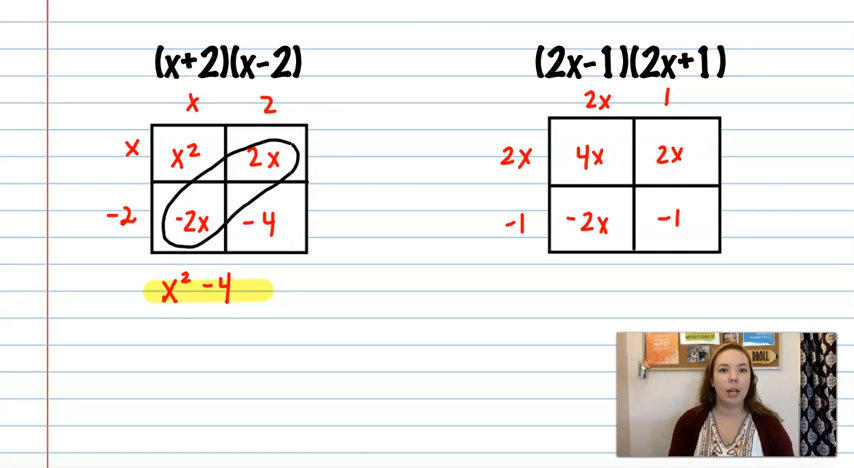 (x+2)(x-2)
x 2
x x² 2x
-2 -2x -4
x² -4
(2x-1)(2x+1)
2x 1
2x 4x 2x
-1 -2x -1